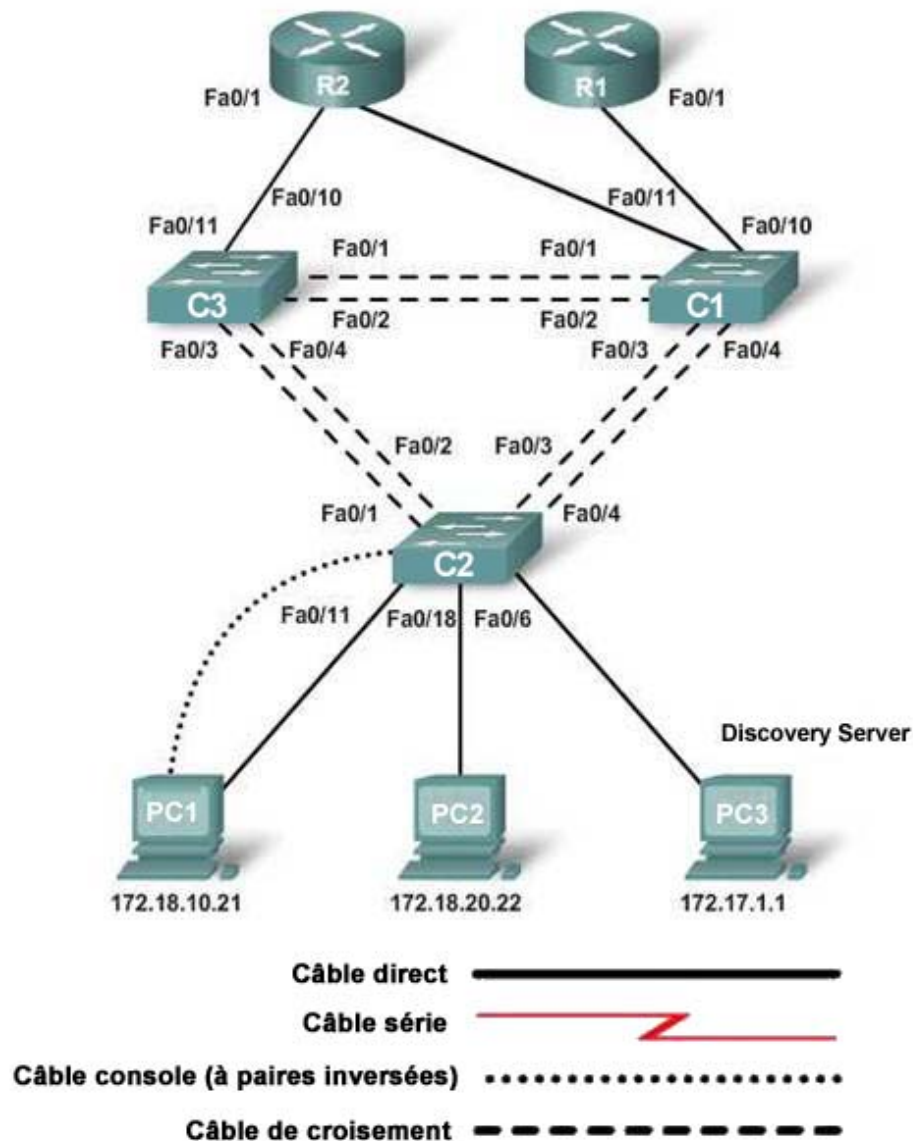 R2
R1
Fa0/1
Fa0/1
Fa0/10
Fa0/11
Fa0/11
Fa0/10
Fa0/1
Fa0/1
C3
C1
Fa0/2
Fa0/2
Fa0/3
Fa0/4
Fa0/3
Fa0/4
Fa0/2
Fa0/3
Fa0/1
Fa0/4
C2
Fa0/11
Fa0/18
Fa0/6
Discovery Server
PC1
PC2
PC3
172.18.10.21
172.18.20.22
172.17.1.1
Câble direct
Câble série
Câble console (à paires inversées)
Câble de croisement